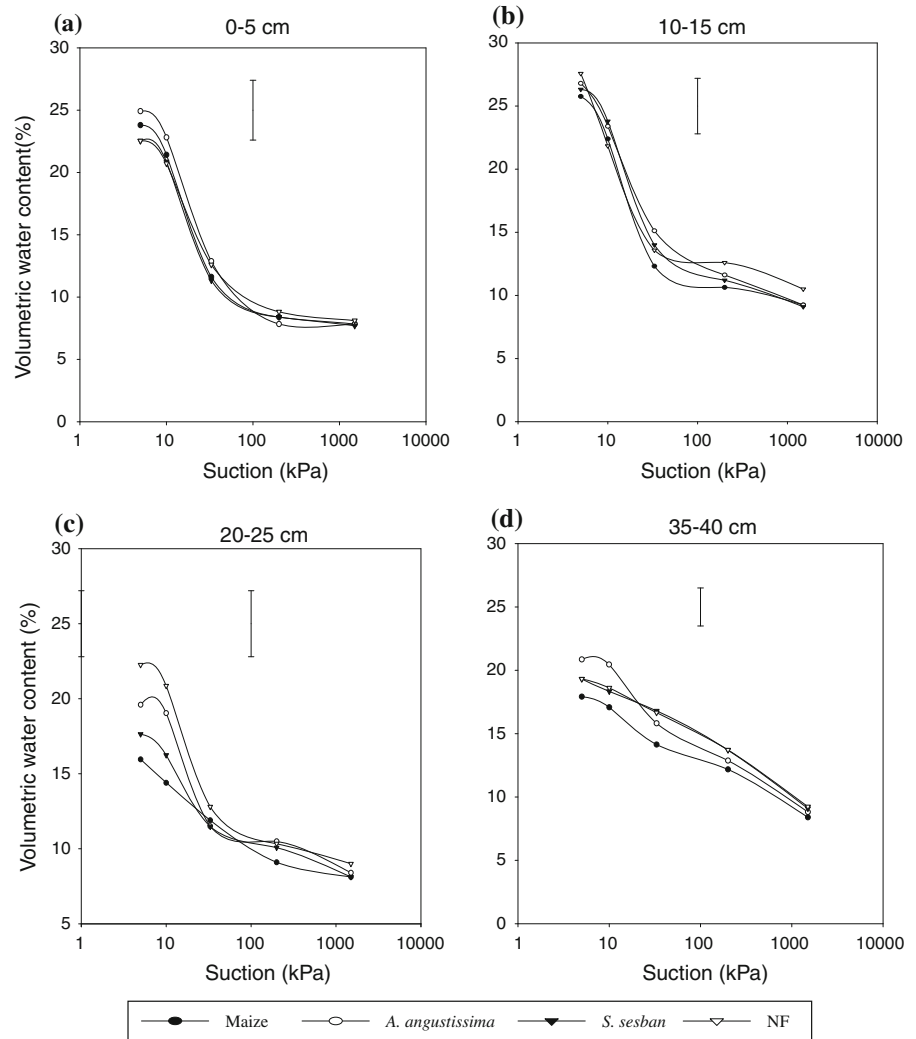 (a)
0-5 cm
30
25
20
15
10
5
0
Volumetric water content(%)
1 10 100 1000 10000
Suction (kPa)
(b)
10-15 cm
30
25
20
15
10
5
0
1 10 100 1000 10000
Suction (kPa)
(c)
20-25 cm
30
25
20
15
10
5
Volumetric water content (%)
1 10 100 1000 10000
Suction (kPa)
(d)
35-40 cm
30
25
20
15
10
5
0
1 10 100 1000 10000
Suction (kPa)
Maize A. angustissima S. sesban NF